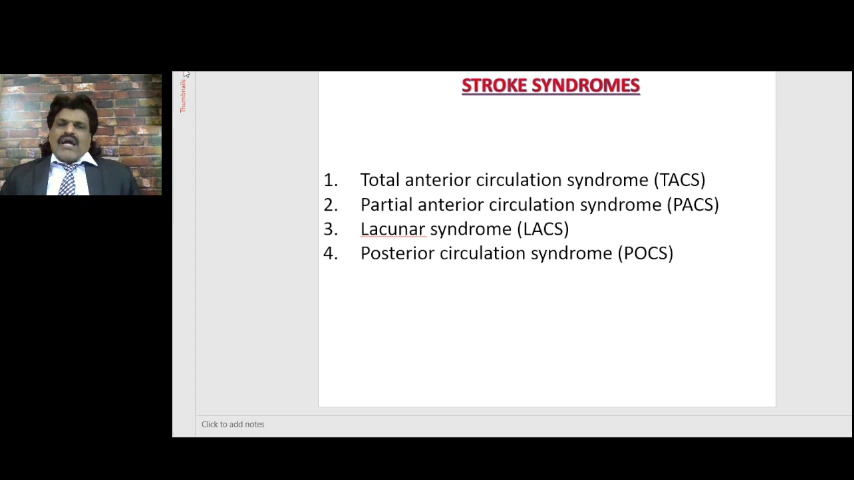 STROKE SYNDROMES
Thumbnails
1. Total anterior circulation syndrome (TACS)
2. Partial anterior circulation syndrome (PACS)
3. Lacunar syndrome (LACS)
4. Posterior circulation syndrome (POCS)
Click to add notes